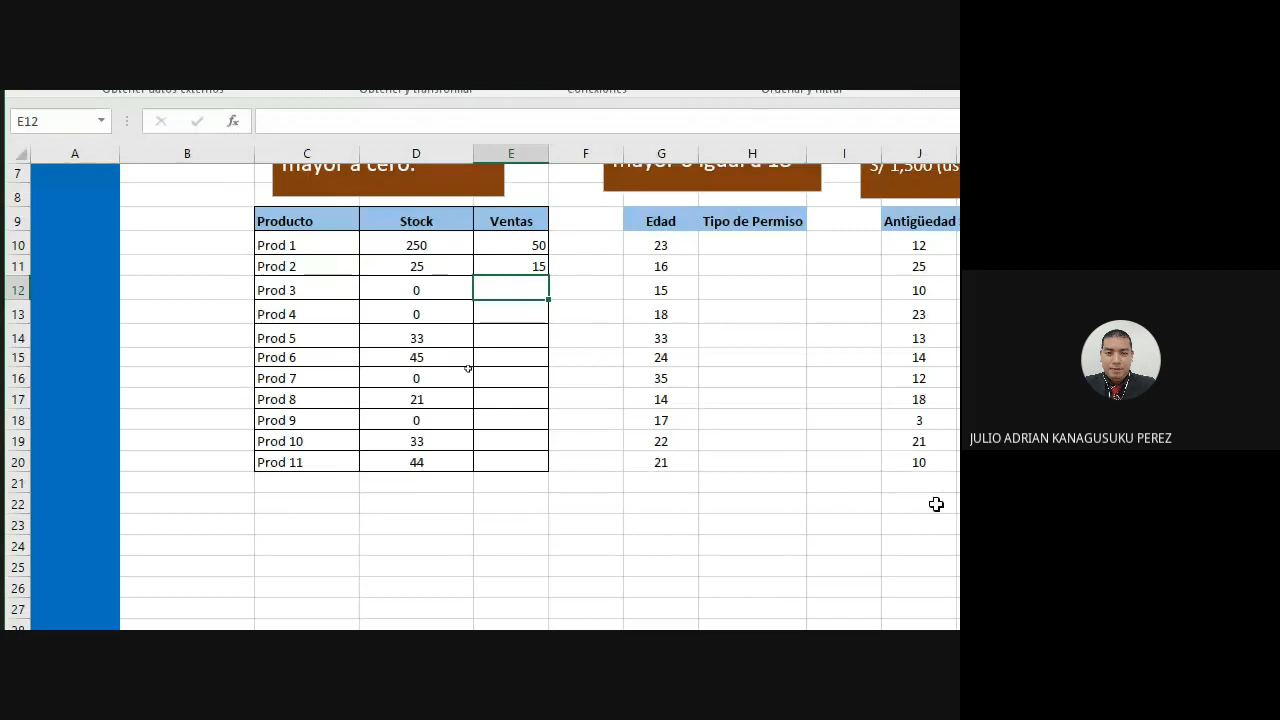 Obtener datos externos Obtener y transformar Conexiones Ordenar y filtrar
E12 fx
A B C D E F G H I J
7 mayor a cero. mayor o igual a 18 S/ 1,500 (us
8
9 Producto Stock Ventas Edad Tipo de Permiso Antigüedad
10 Prod 1 250 50 23 12
11 Prod 2 25 15 16 25
12 Prod 3 0 15 10
13 Prod 4 0 18 23
14 Prod 5 33 33 13
15 Prod 6 45 24 14
16 Prod 7 0 35 12
17 Prod 8 21 14 18
18 Prod 9 0 17 3
19 Prod 10 33 22 21
20 Prod 11 44 21 10
21
22
23
24
25
26
27
28
JULIO ADRIAN KANAGUSUKU PEREZ